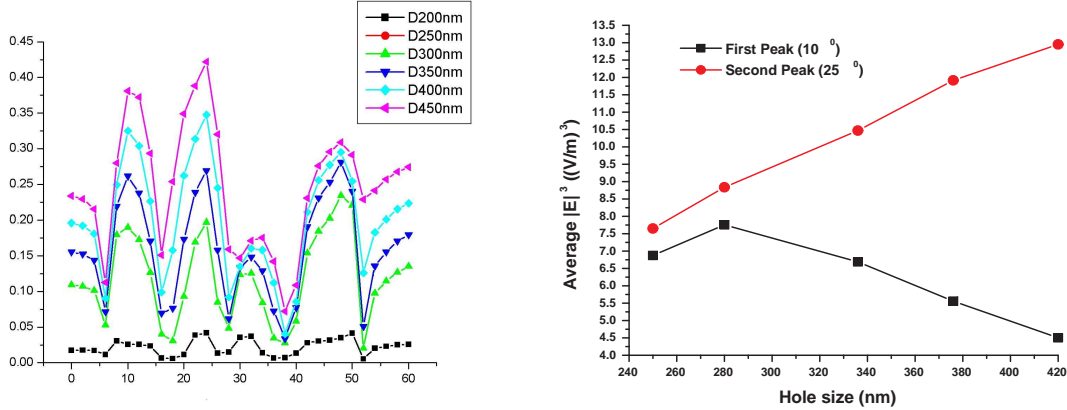 D200nm
D250nm
D300nm
D350nm
D400nm
D450nm
0.45
0.40
0.35
0.30
0.25
0.20
0.15
0.10
0.05
0.00
0 10 20 30 40 50 60
First Peak (10 ⁰)
Second Peak (25 ⁰)
13.5
13.0
12.5
12.0
11.5
11.0
10.5
10.0
9.5
9.0
8.5
8.0
7.5
7.0
6.5
6.0
5.5
5.0
4.5
4.0
Average |E|³ ((V/m)³)
240 260 280 300 320 340 360 380 400 420
Hole size (nm)